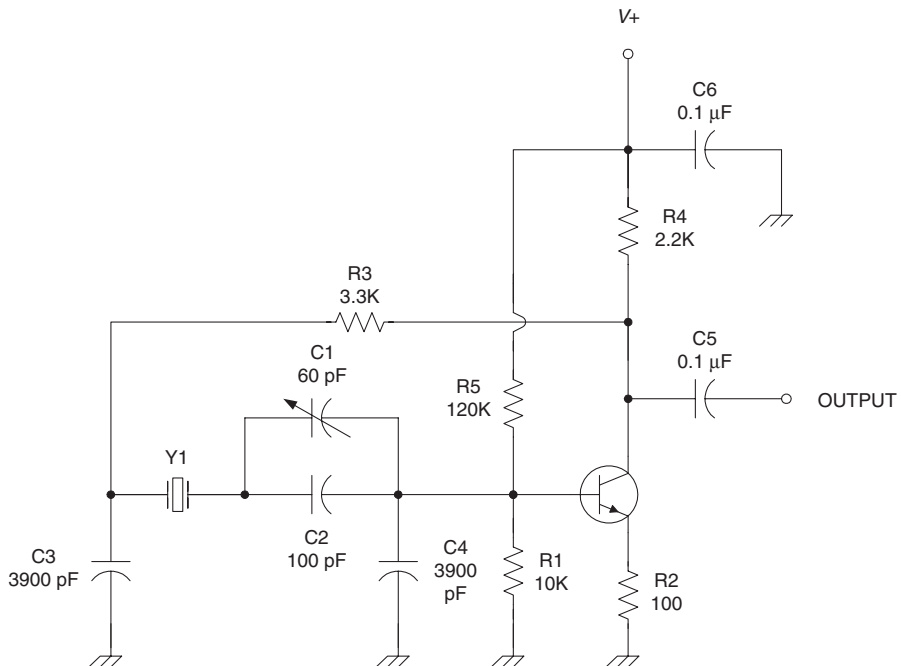 V+
C6
0.1 μF
R4
2.2K
R3
3.3K
C1
60 pF
C5
0.1 μF
R5
120K
OUTPUT
Y1
C2
100 pF
C3
3900 pF
C4
3900
pF
R1
10K
R2
100